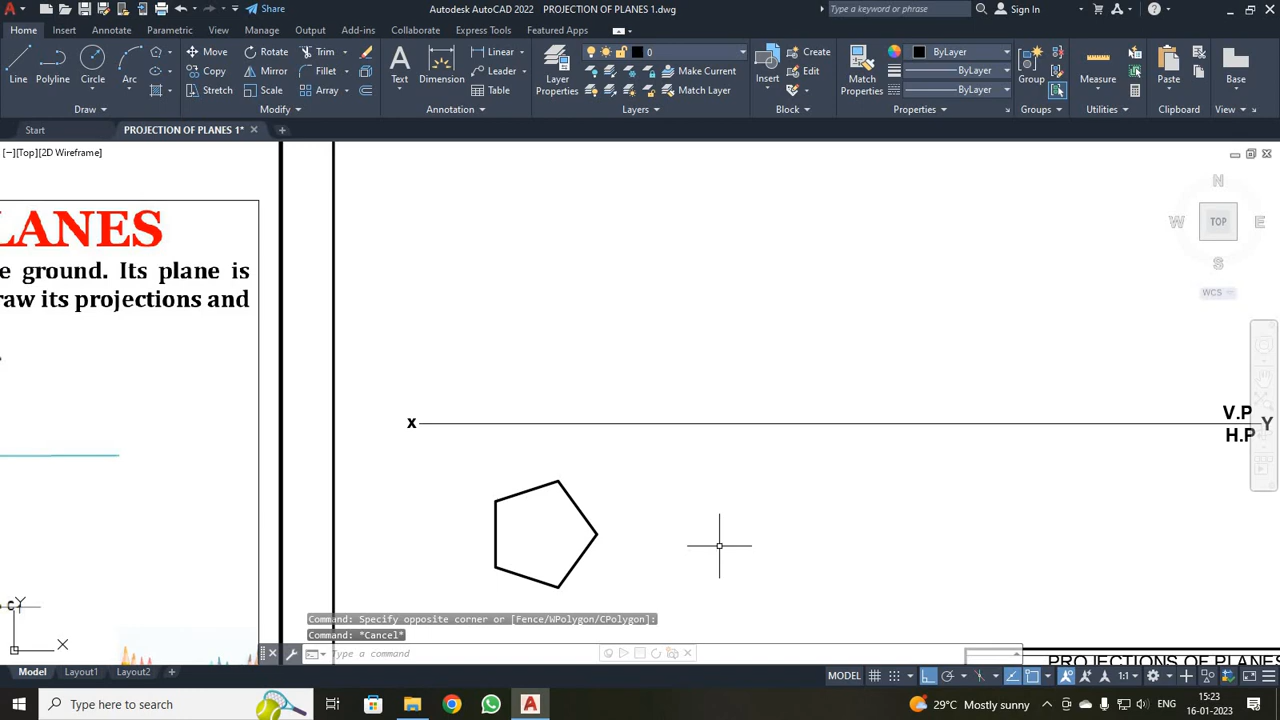 Share
Autodesk AutoCAD 2022 PROJECTION OF PLANES 1.dwg
Type a keyword or phrase
Sign In
Home Insert Annotate Parametric View Manage Output Add-ins Collaborate Express Tools Featured Apps
Line Polyline Circle Arc
Move Rotate Trim
Copy Mirror Fillet
Stretch Scale Array
Text Dimension
Linear
Leader
Table
Layer Properties
0
Make Current
Match Layer
Insert
Create
Edit
Match Properties
ByLayer
ByLayer
ByLayer
Group
Measure
Paste
Base
Draw Modify Annotation Layers Block Properties Groups Utilities Clipboard View
Start PROJECTION OF PLANES 1*
[−][Top][2D Wireframe]
N
W TOP E
S
WCS
LANES
e ground. Its plane is
raw its projections and
X
V.P
H.P
Y
C
Y
X
Command: Specify opposite corner or [Fence/WPolygon/CPolygon]:
Command: *Cancel*
Type a command
PROJECTIONS OF PLANES
Model Layout1 Layout2
MODEL
1:1
Type here to search
29°C Mostly sunny
ENG
15:23
16-01-2023